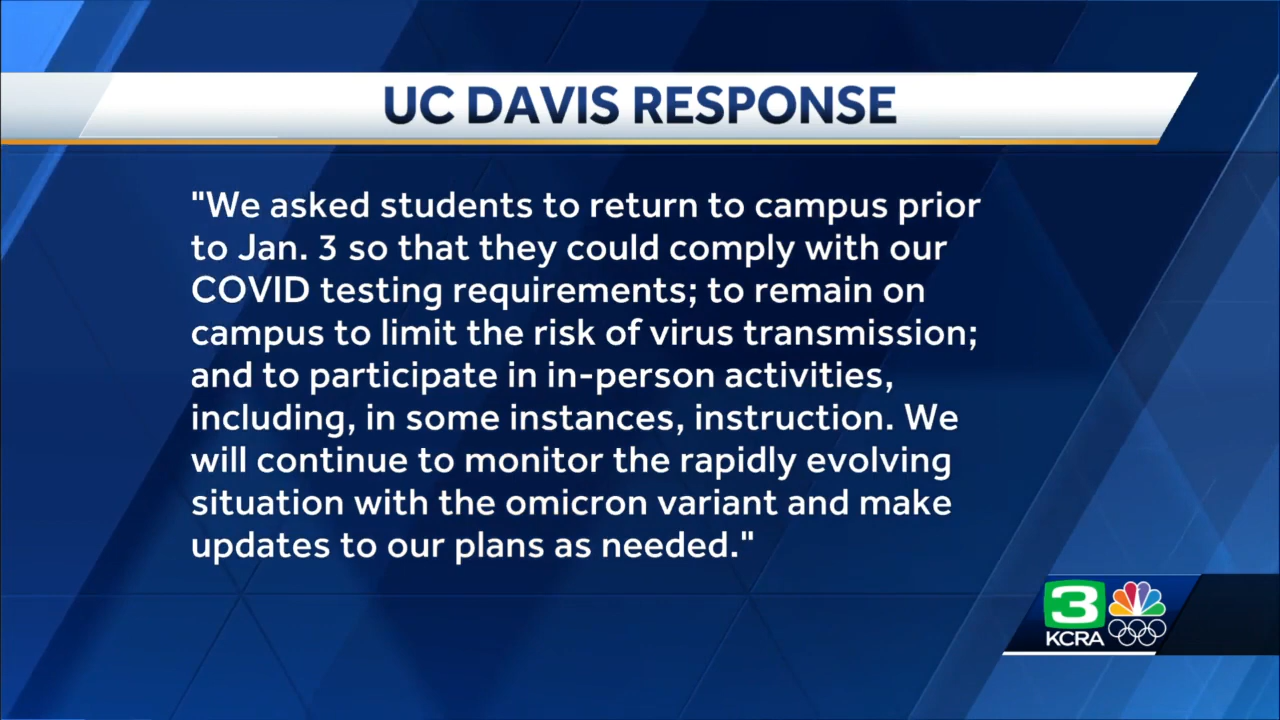 UC DAVIS RESPONSE
"We asked students to return to campus prior
to Jan. 3 so that they could comply with our
COVID testing requirements; to remain on
campus to limit the risk of virus transmission;
and to participate in in-person activities,
including, in some instances, instruction. We
will continue to monitor the rapidly evolving
situation with the omicron variant and make
updates to our plans as needed."
3
KCRA